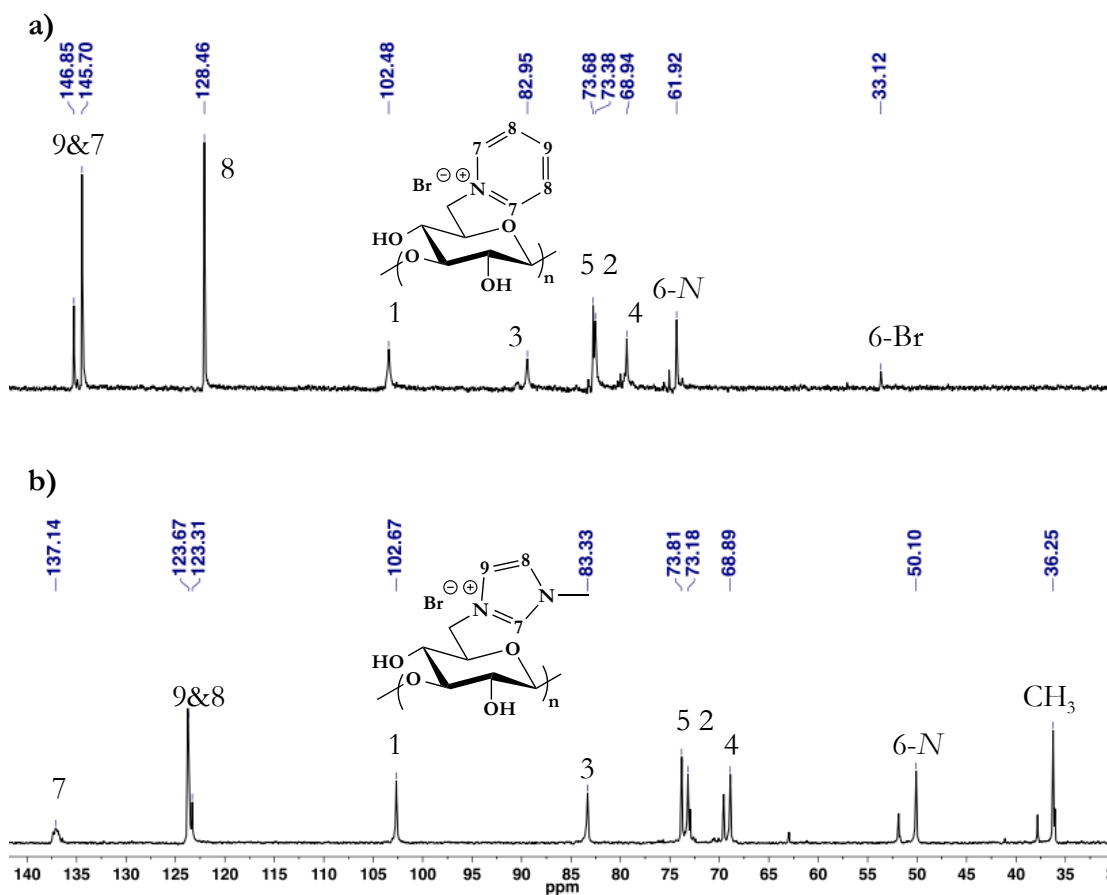 a)
146.85
145.70
128.46
102.48
82.95
73.68
73.38
68.94
61.92
33.12
9&7
8
8
7
9
Br ⊖ ⊕
N
8
7
O
HO
O
OH
n
1
3
5 2
4
6-N
6-Br
b)
137.14
123.67
123.31
102.67
83.33
73.81
73.18
68.89
50.10
36.25
9
8
Br ⊖ ⊕
N
N
7
O
HO
O
OH
n
7
9&8
1
3
5 2
4
6-N
CH3
140 135 130 125 120 115 110 105 100 95 90 85 80 75 70 65 60 55 50 45 40 35
ppm